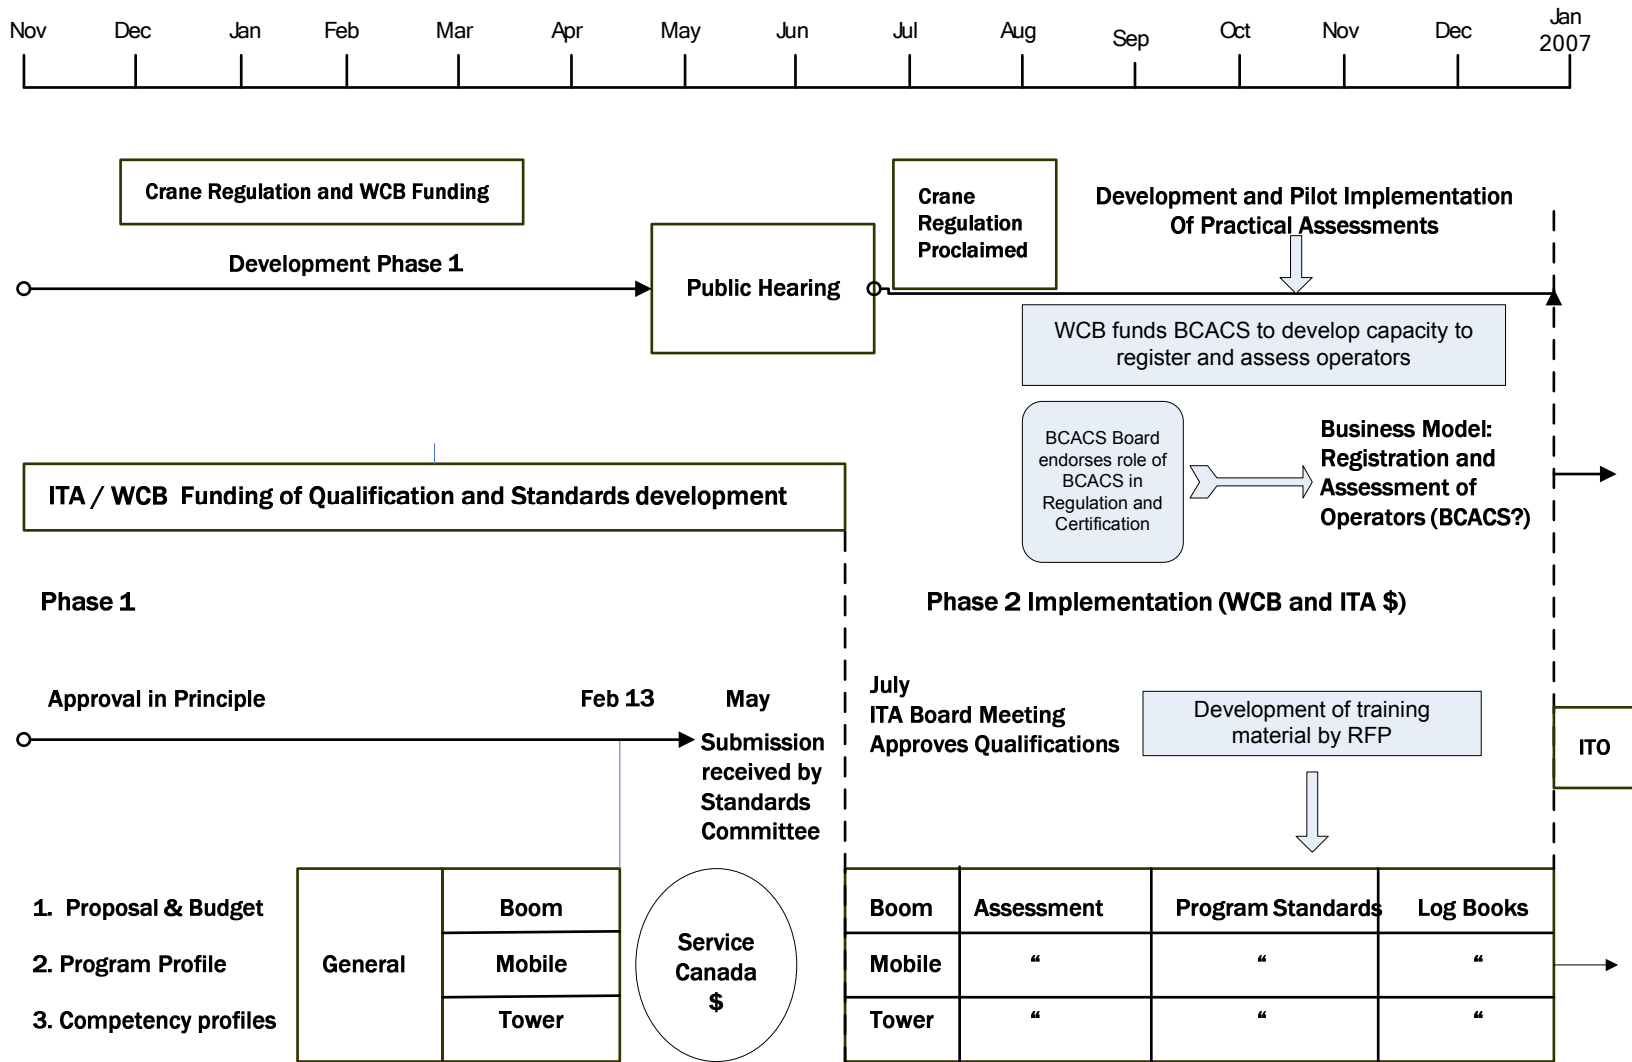 Nov Dec Jan Feb Mar Apr May Jun Jul Aug Sep Oct Nov Dec Jan
2007
Crane Regulation and WCB Funding
Development Phase 1
Public Hearing
Crane
Regulation
Proclaimed
Development and Pilot Implementation
Of Practical Assessments
WCB funds BCACS to develop capacity to
register and assess operators
BCACS Board
endorses role of
BCACS in
Regulation and
Certification
Business Model:
Registration and
Assessment of
Operators (BCACS?)
ITA / WCB Funding of Qualification and Standards development
Phase 1
Phase 2 Implementation (WCB and ITA $)
Approval in Principle
Feb 13
May
Submission
received by
Standards
Committee
July
ITA Board Meeting
Approves Qualifications
Development of training
material by RFP
ITO
1. Proposal & Budget
2. Program Profile
3. Competency profiles
General
Boom
Mobile
Tower
Service
Canada
$
Boom Assessment Program Standards Log Books
Mobile “ “ “
Tower “ “ “